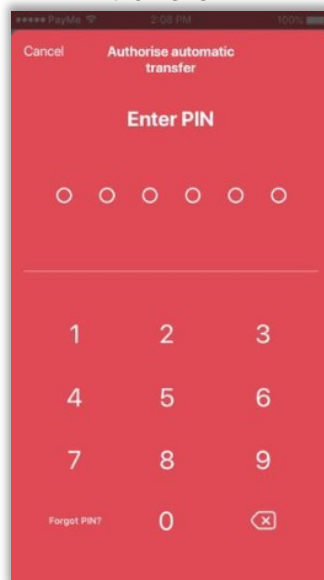 PayMe 2:08 PM 100%
Cancel Authorise automatic
transfer
Enter PIN
1 2 3
4 5 6
7 8 9
Forgot PIN? 0